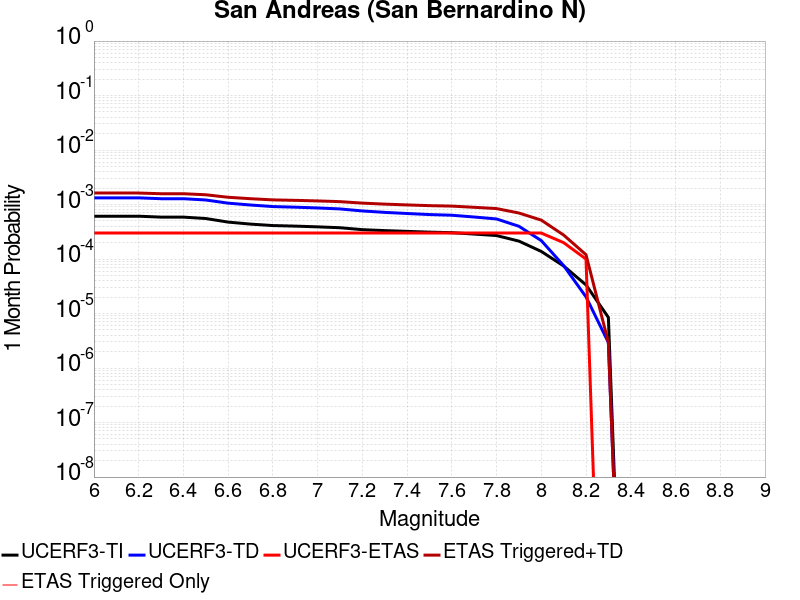 San Andreas (San Bernardino N)
10^0
10^-1
10^-2
10^-3
10^-4
10^-5
10^-6
10^-7
10^-8
1 Month Probability
6 6.2 6.4 6.6 6.8 7 7.2 7.4 7.6 7.8 8 8.2 8.4 8.6 8.8 9
Magnitude
UCERF3-TI UCERF3-TD UCERF3-ETAS ETAS Triggered+TD
ETAS Triggered Only